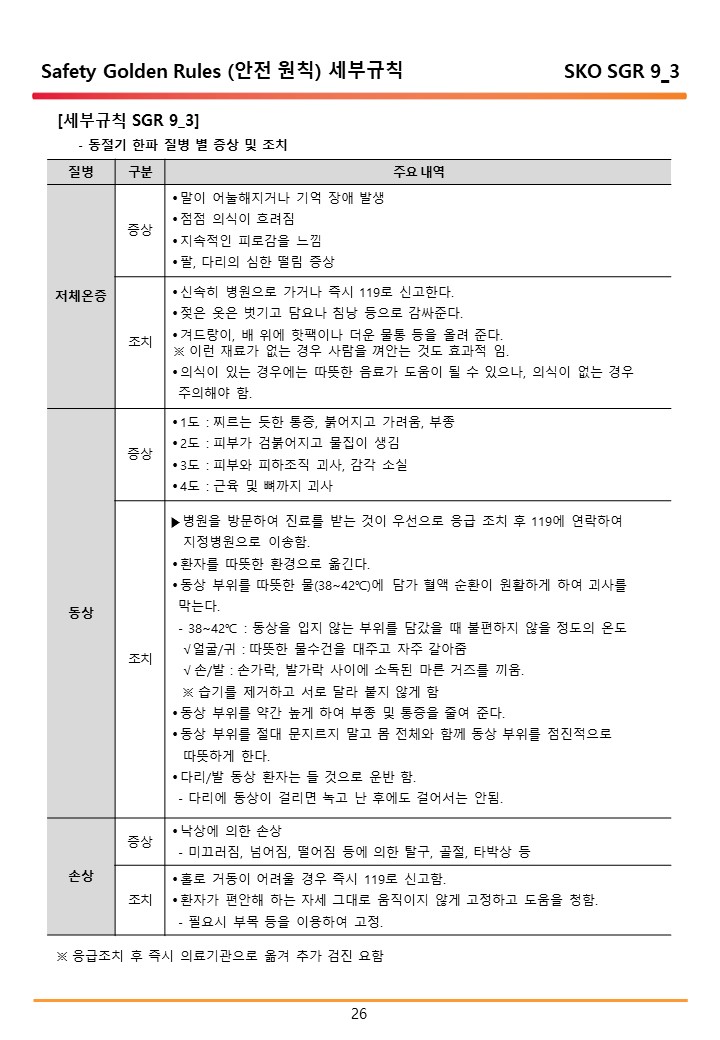 Safety Golden Rules (안전 원칙) 세부규칙 SKO SGR 9_3
[세부규칙 SGR 9_3]
- 동절기 한파 질병 별 증상 및 조치
질병 구분 주요 내역
저체온증
증상
•말이 어눌해지거나 기억 장애 발생
•점점 의식이 흐려짐
•지속적인 피로감을 느낌
•팔, 다리의 심한 떨림 증상
조치
•신속히 병원으로 가거나 즉시 119로 신고한다.
•젖은 옷은 벗기고 담요나 침낭 등으로 감싸준다.
•겨드랑이, 배 위에 핫팩이나 더운 물통 등을 올려 준다.
※ 이런 재료가 없는 경우 사람을 껴안는 것도 효과적 임.
•의식이 있는 경우에는 따뜻한 음료가 도움이 될 수 있으나, 의식이 없는 경우
주의해야 함.
동상
증상
•1도 : 찌르는 듯한 통증, 붉어지고 가려움, 부종
•2도 : 피부가 검붉어지고 물집이 생김
•3도 : 피부와 피하조직 괴사, 감각 소실
•4도 : 근육 및 뼈까지 괴사
조치
▶병원을 방문하여 진료를 받는 것이 우선으로 응급 조치 후 119에 연락하여
지정병원으로 이송함.
•환자를 따뜻한 환경으로 옮긴다.
•동상 부위를 따뜻한 물(38~42℃)에 담가 혈액 순환이 원활하게 하여 괴사를
막는다.
- 38~42℃ : 동상을 입지 않는 부위를 담갔을 때 불편하지 않을 정도의 온도
√얼굴/귀 : 따뜻한 물수건을 대주고 자주 갈아줌
√ 손/발 : 손가락, 발가락 사이에 소독된 마른 거즈를 끼움.
※ 습기를 제거하고 서로 달라 붙지 않게 함
•동상 부위를 약간 높게 하여 부종 및 통증을 줄여 준다.
•동상 부위를 절대 문지르지 말고 몸 전체와 함께 동상 부위를 점진적으로
따뜻하게 한다.
•다리/발 동상 환자는 들 것으로 운반 함.
- 다리에 동상이 걸리면 녹고 난 후에도 걸어서는 안됨.
손상
증상
•낙상에 의한 손상
- 미끄러짐, 넘어짐, 떨어짐 등에 의한 탈구, 골절, 타박상 등
조치
•홀로 거동이 어려울 경우 즉시 119로 신고함.
•환자가 편안해 하는 자세 그대로 움직이지 않게 고정하고 도움을 청함.
- 필요시 부목 등을 이용하여 고정.
※ 응급조치 후 즉시 의료기관으로 옮겨 추가 검진 요함
26